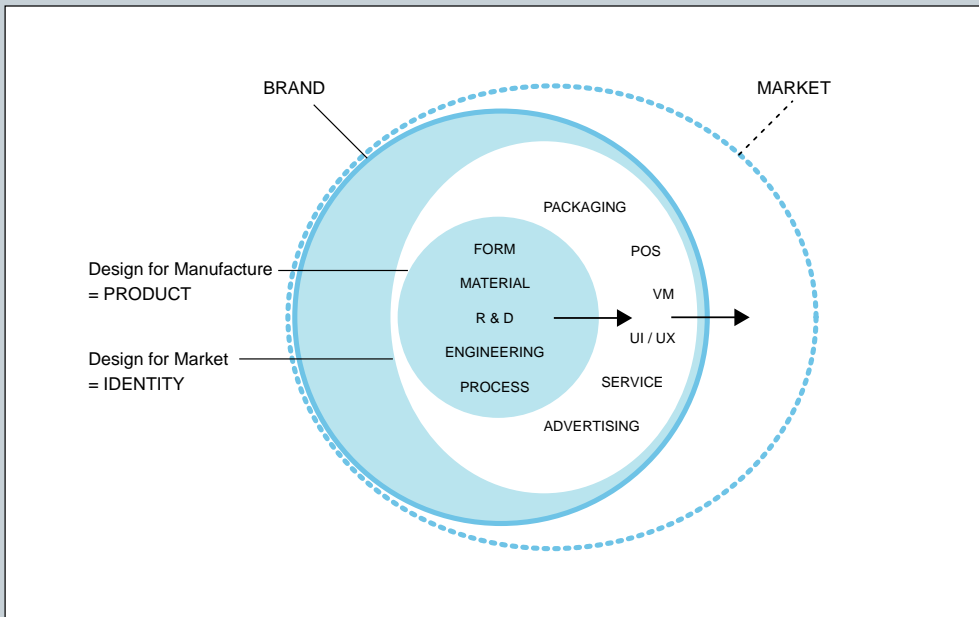 BRAND
MARKET
PACKAGING
FORM
POS
Design for Manufacture
= PRODUCT
MATERIAL
VM
R & D
UI / UX
Design for Market
= IDENTITY
ENGINEERING
PROCESS
SERVICE
ADVERTISING